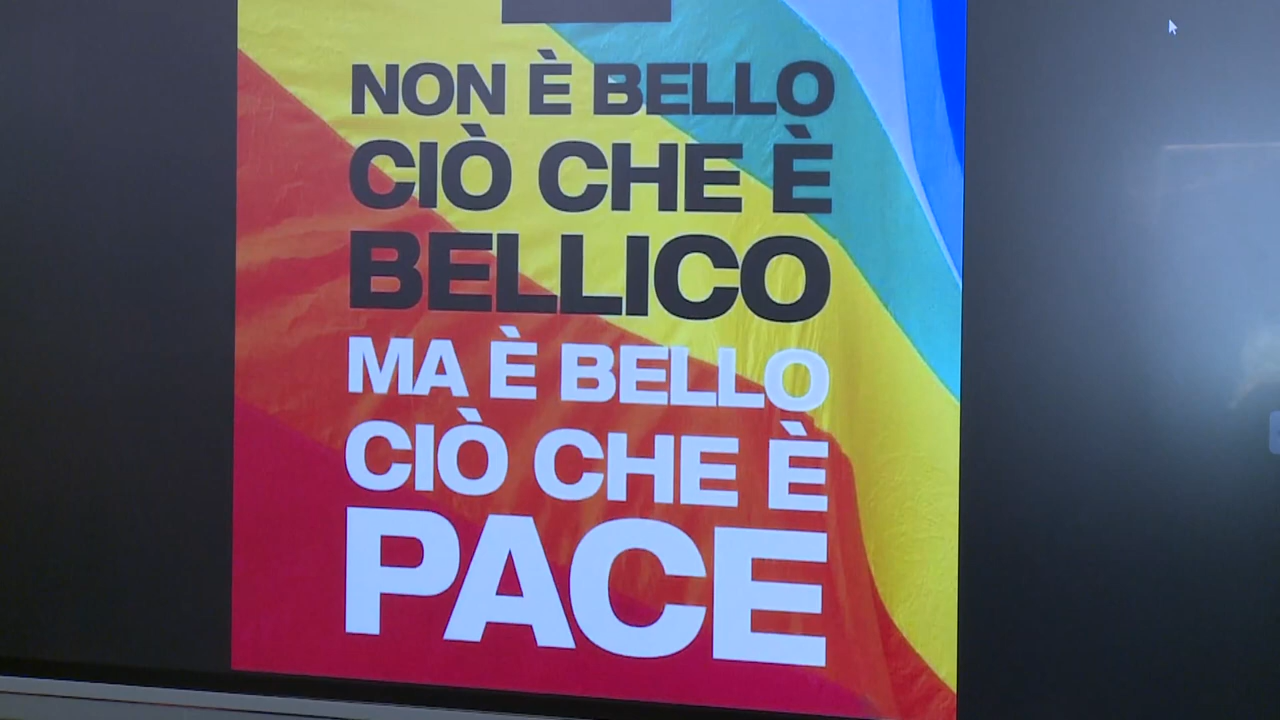 NON È BELLO
CIÒ CHE È
BELLICO
MA È BELLO
CIÒ CHE È
PACE